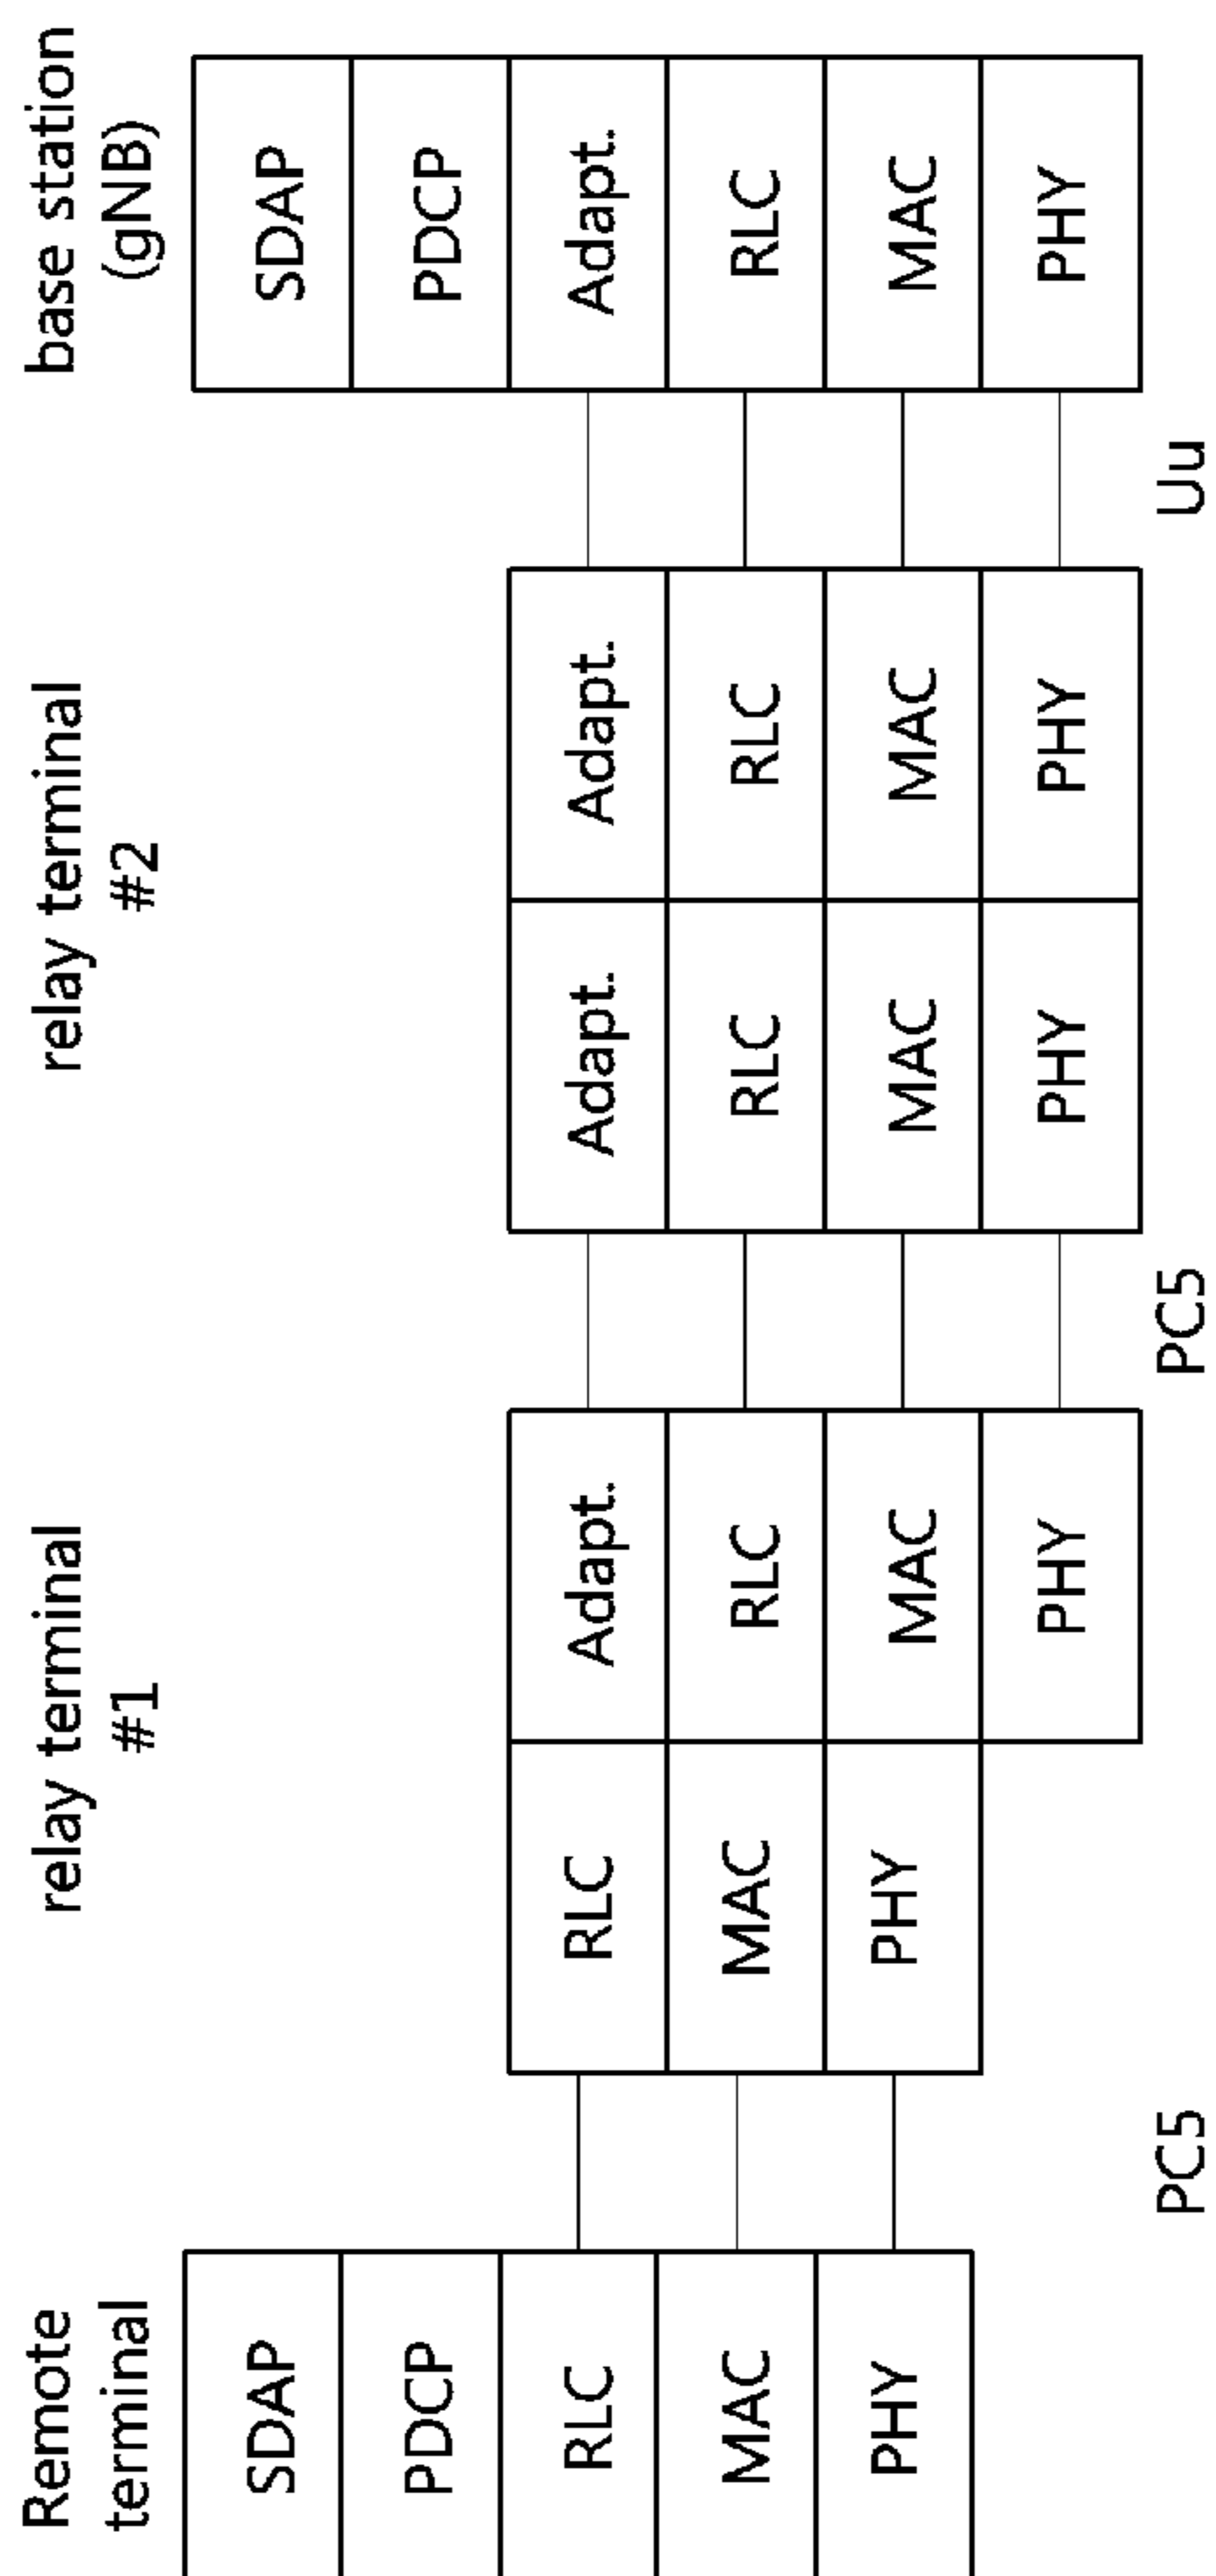 Remote
terminal
SDAP
PDCP
RLC
MAC
PHY
PC5
relay terminal
#1
RLC
MAC
PHY
Adapt.
RLC
MAC
PHY
PC5
relay terminal
#2
Adapt.
RLC
MAC
PHY
Adapt.
RLC
MAC
PHY
Uu
base station
(gNB)
SDAP
PDCP
Adapt.
RLC
MAC
PHY